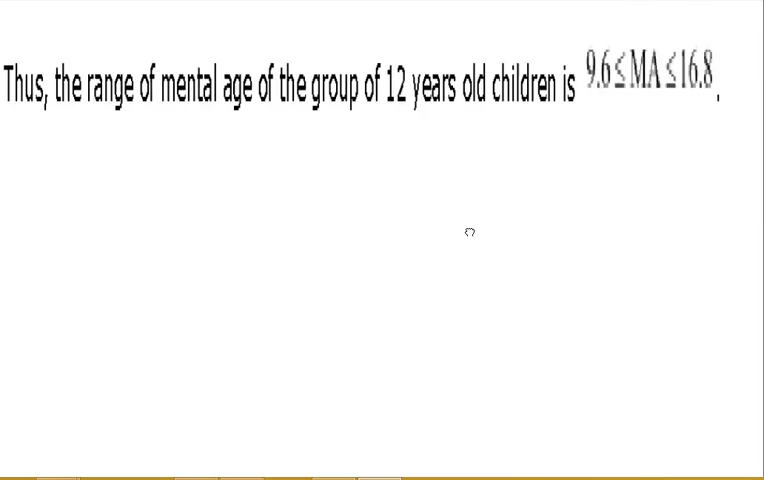 Thus, the range of mental age of the group of 12 years old children is 9.6≤MA≤16.8.